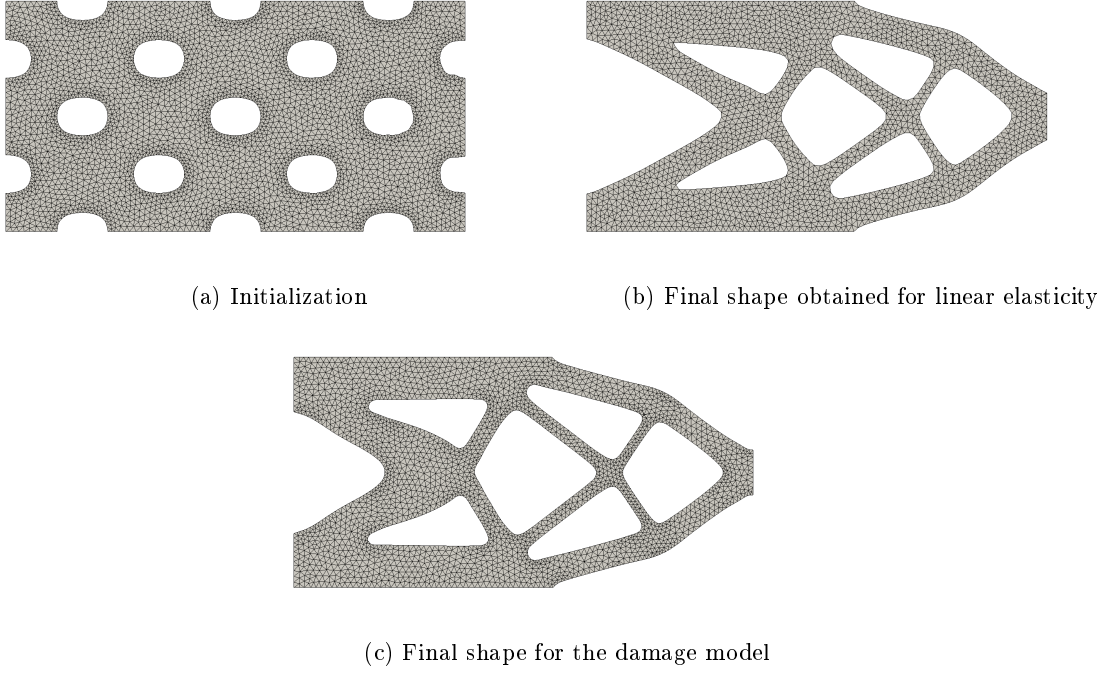 (a) Initialization
(b) Final shape obtained for linear elasticity
(c) Final shape for the damage model